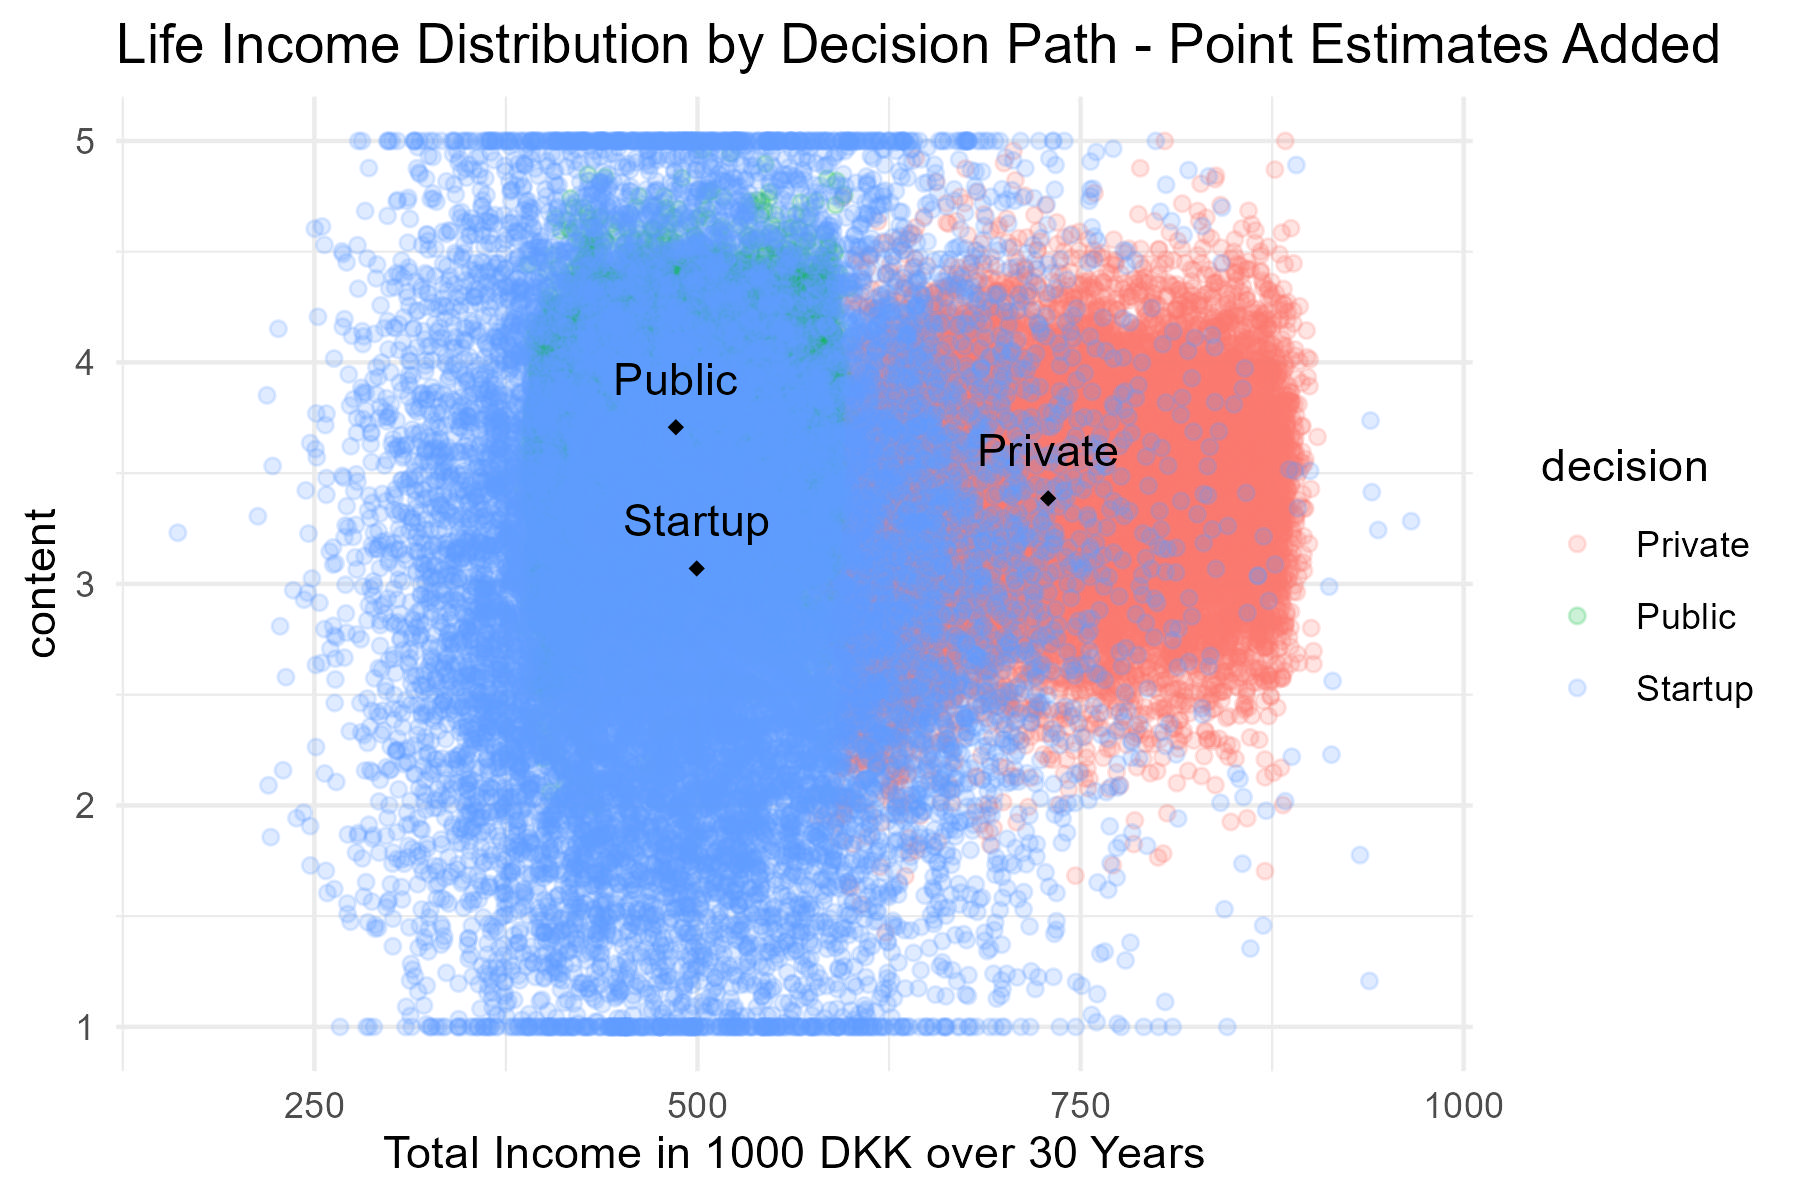 Life Income Distribution by Decision Path - Point Estimates Added
5
4
3
2
1
content
Public
Private
Startup
250
500
750
1000
Total Income in 1000 DKK over 30 Years
decision
Private
Public
Startup